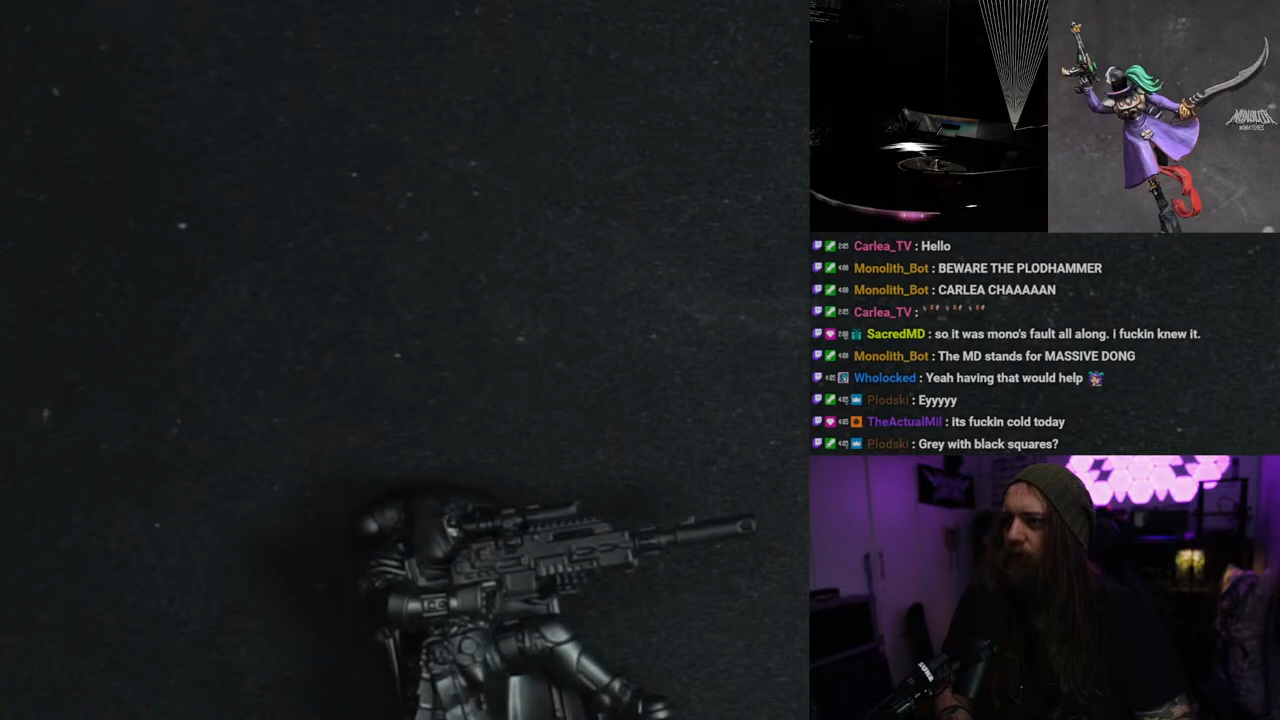 MONOLITH
MINIATURES
Carlea_TV : Hello
Monolith_Bot : BEWARE THE PLODHAMMER
Monolith_Bot : CARLEA CHAAAAAN
Carlea_TV :
SacredMD : so it was mono's fault all along. i fuckin knew it.
Monolith_Bot : The MD stands for MASSIVE DONG
Wholocked : Yeah having that would help
Plodski : Eyyyyy
TheActualMil : its fuckin cold today
Plodski : Grey with black squares?